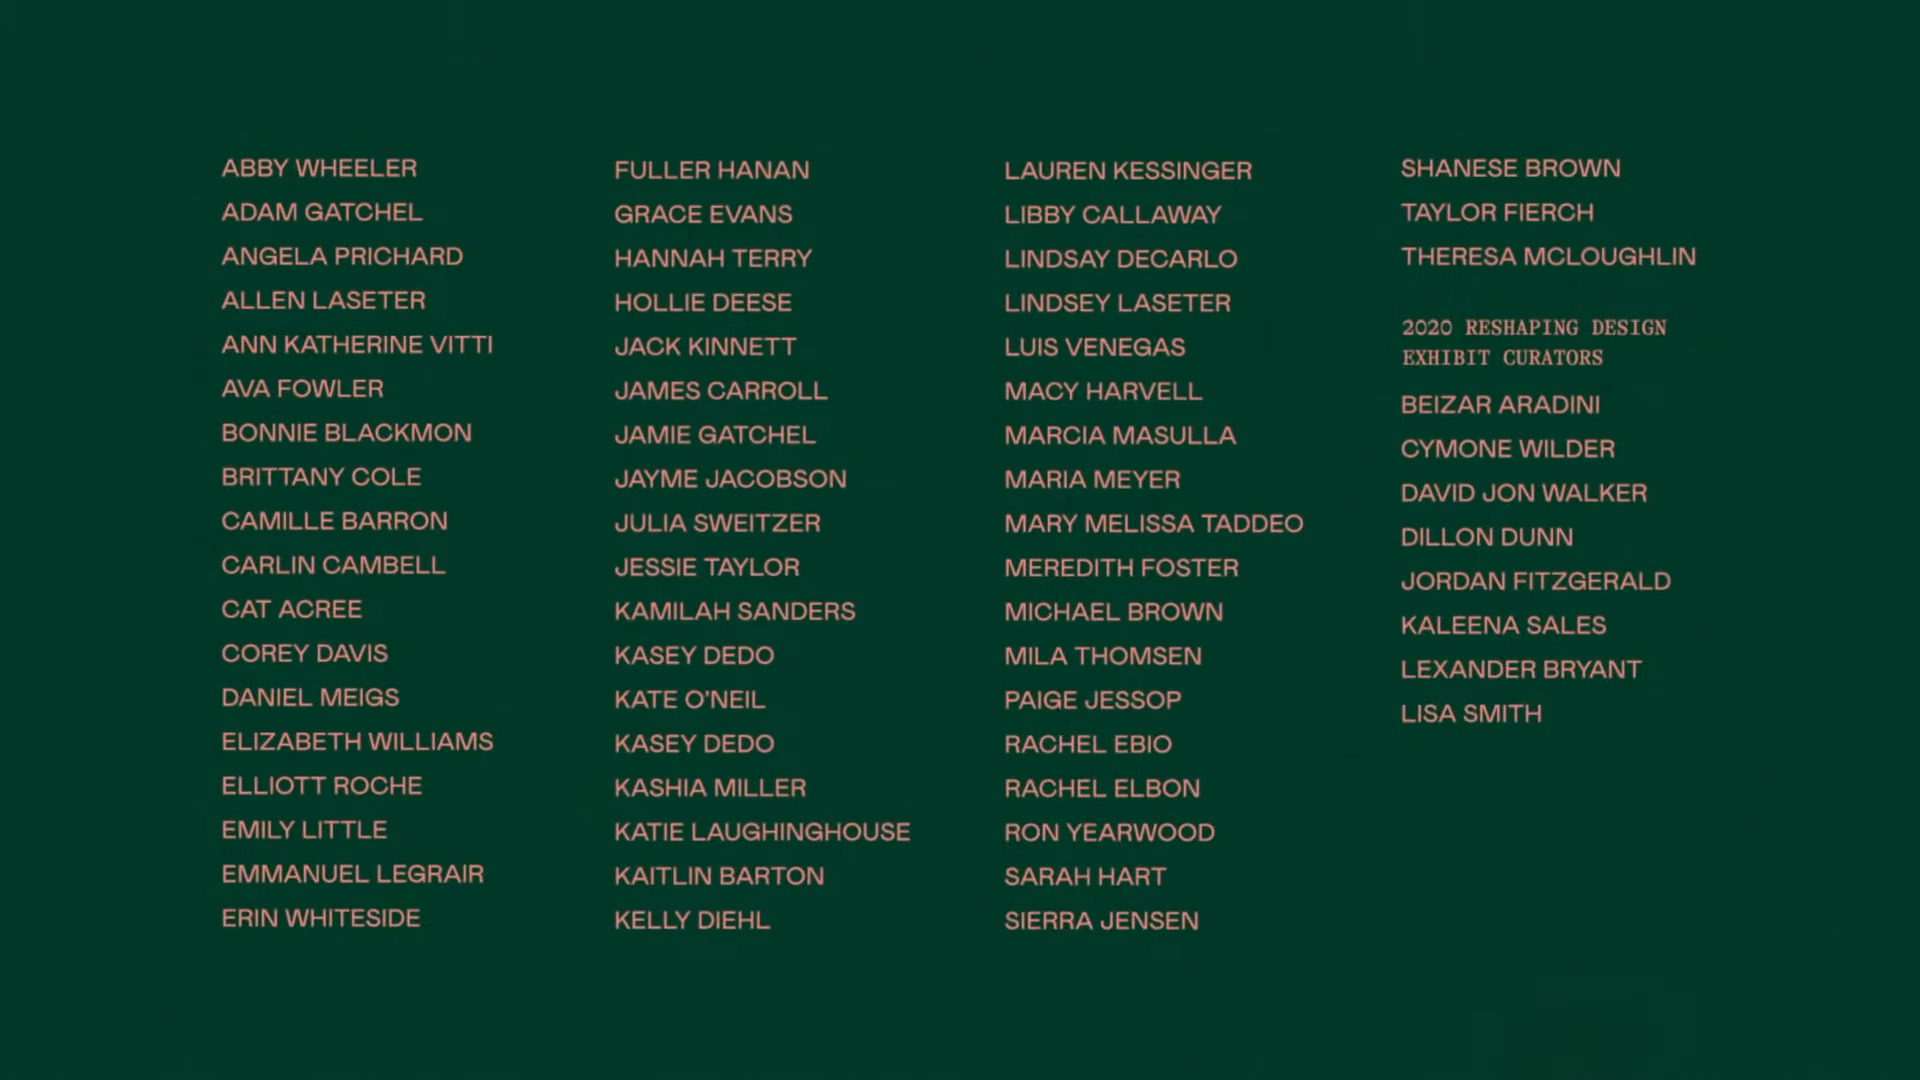 ABBY WHEELER
ADAM GATCHEL
ANGELA PRICHARD
ALLEN LASETER
ANN KATHERINE VITTI
AVA FOWLER
BONNIE BLACKMON
BRITTANY COLE
CAMILLE BARRON
CARLIN CAMBELL
CAT ACREE
COREY DAVIS
DANIEL MEIGS
ELIZABETH WILLIAMS
ELLIOTT ROCHE
EMILY LITTLE
EMMANUEL LEGRAIR
ERIN WHITESIDE
FULLER HANAN
GRACE EVANS
HANNAH TERRY
HOLLIE DEESE
JACK KINNETT
JAMES CARROLL
JAMIE GATCHEL
JAYME JACOBSON
JULIA SWEITZER
JESSIE TAYLOR
KAMILAH SANDERS
KASEY DEDO
KATE O'NEIL
KASEY DEDO
KASHIA MILLER
KATIE LAUGHINGHOUSE
KAITLIN BARTON
KELLY DIEHL
LAUREN KESSINGER
LIBBY CALLAWAY
LINDSAY DECARLO
LINDSEY LASETER
LUIS VENEGAS
MACY HARVELL
MARCIA MASULLA
MARIA MEYER
MARY MELISSA TADDEO
MEREDITH FOSTER
MICHAEL BROWN
MILA THOMSEN
PAIGE JESSOP
RACHEL EBIO
RACHEL ELBON
RON YEARWOOD
SARAH HART
SIERRA JENSEN
SHANESE BROWN
TAYLOR FIERCH
THERESA MCLOUGHLIN
2020 RESHAPING DESIGN
EXHIBIT CURATORS
BEIZAR ARADINI
CYMONE WILDER
DAVID JON WALKER
DILLON DUNN
JORDAN FITZGERALD
KALEENA SALES
LEXANDER BRYANT
LISA SMITH